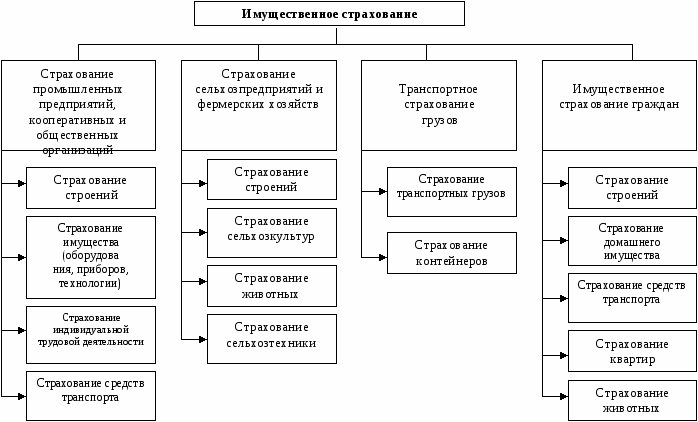 Имущественное страхование
Страхование
промышленных
предприятий,
кооперативных и
общественных
организаций
Страхование
строений
Страхование
имущества
(оборудова
ния, приборов,
технологии)
Страхование
индивидуальной
трудовой деятельности
Страхование средств
транспорта
Страхование
сельхозпредприятий и
фермерских хозяйств
Страхование
строений
Страхование
сельхозкультур
Страхование
животных
Страхование
сельхозтехники
Транспортное
страхование
грузов
Страхование
транспортных грузов
Страхование
контейнеров
Имущественное
страхование граждан
Страхование
строений
Страхование
домашнего
имущества
Страхование средств
транспорта
Страхование
квартир
Страхование
животных